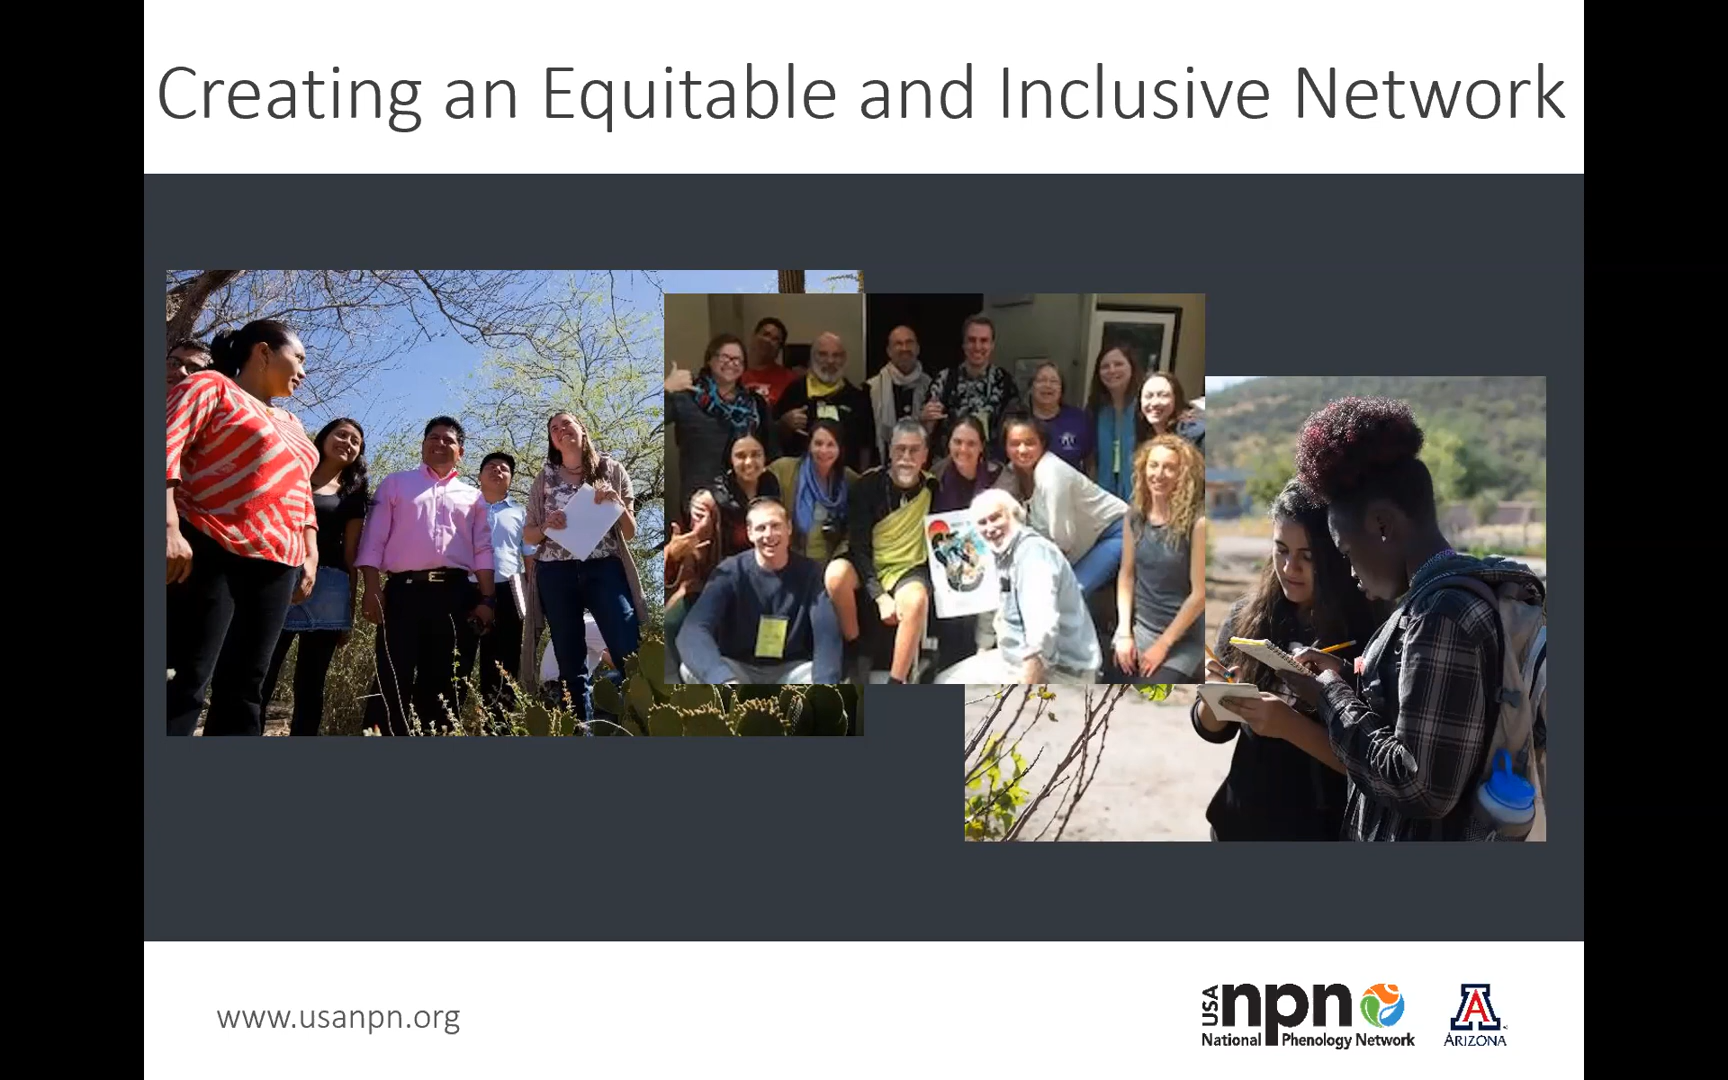 Creating an Equitable and Inclusive Network
www.usanpn.org
USA npn
National Phenology Network
A
ARIZONA